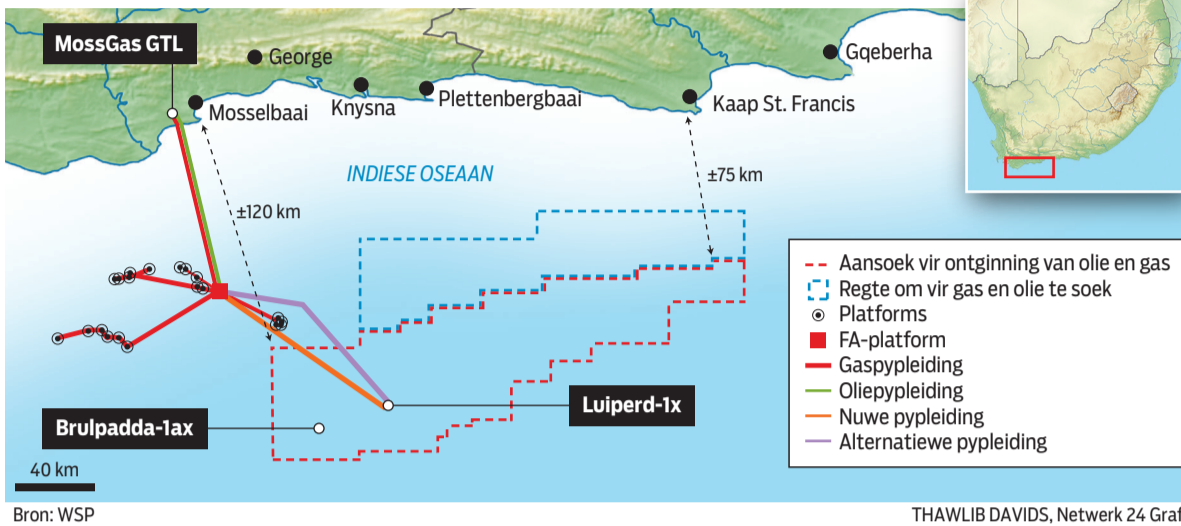 MossGas GTL
George
Mosselbaai
Knysna
Plettenbergbaai
Gqeberha
Kaap St. Francis
INDIESE OSEAAN
±120 km
±75 km
Brulpadda-1ax
Luiperd-1x
40 km
Aansoek vir ontginning van olie en gas
Regte om vir gas en olie te soek
Platforms
FA-platform
Gaspypleiding
Oliepypleiding
Nuwe pypleiding
Alternatiewe pypleiding
Bron: WSP
THAWLIB DAVIDS, Netwerk 24 Graf